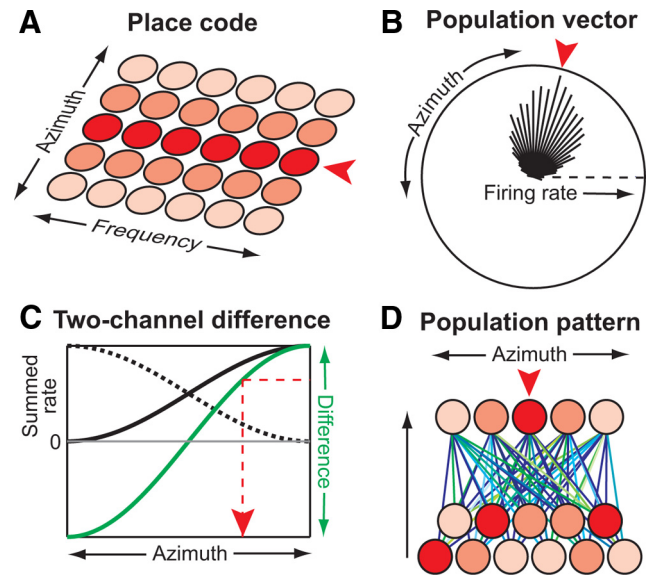 A
Place code
Azimuth
Frequency
B
Population vector
Azimuth
Firing rate
C
Two-channel difference
Summed
rate
0
Difference
Azimuth
D
Population pattern
Azimuth